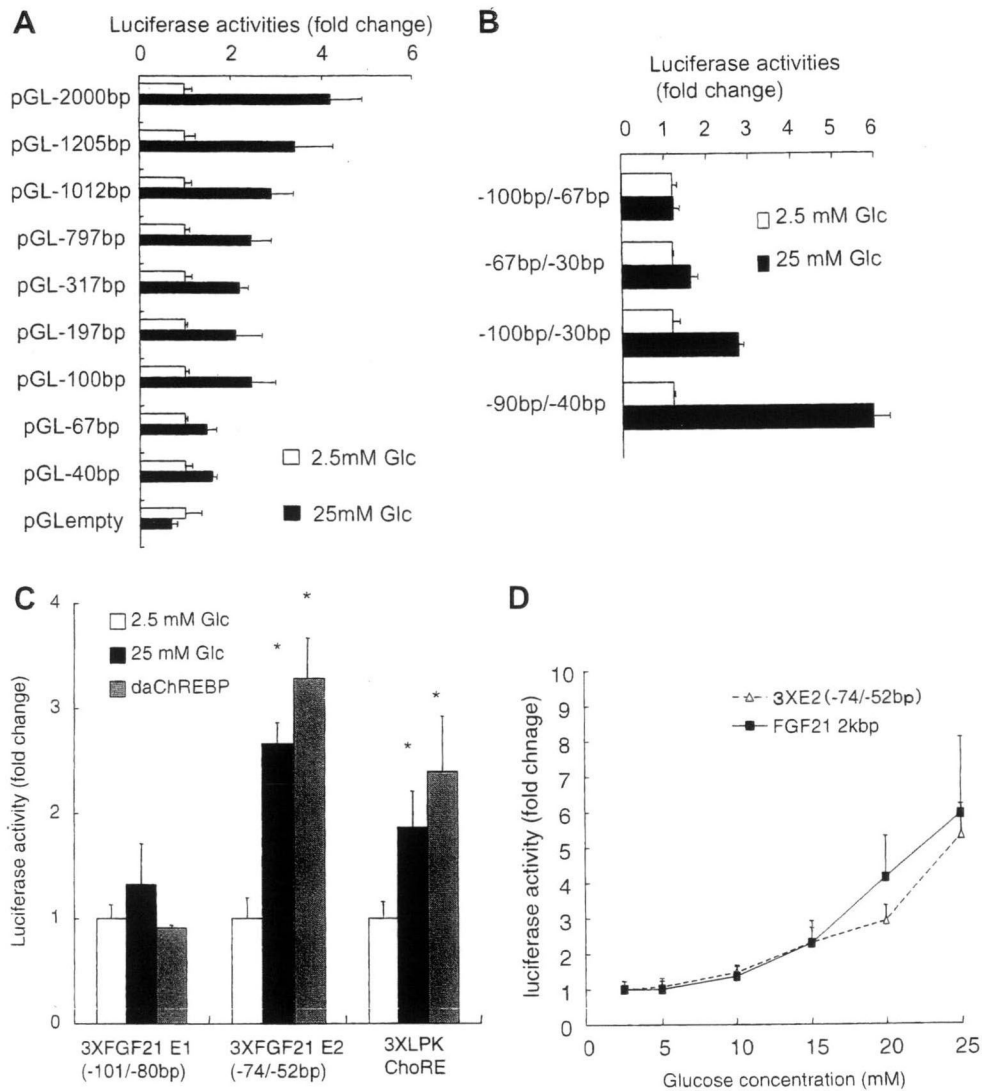 A
Luciferase activities (fold change)
0 2 4 6
pGL-2000bp
pGL-1205bp
pGL-1012bp
pGL-797bp
pGL-317bp
pGL-197bp
pGL-100bp
pGL-67bp
pGL-40bp
pGLempty
2.5mM Glc
25mM Glc
B
Luciferase activities
(fold change)
0 1 2 3 4 5 6
-100bp/-67bp
-67bp/-30bp
-100bp/-30bp
-90bp/-40bp
2.5 mM Glc
25 mM Glc
C
Luciferase activity (fold change)
4
3
2
1
0
2.5 mM Glc
25 mM Glc
daChREBP
* * * *
3XFGF21 E1
(-101/-80bp)
3XFGF21 E2
(-74/-52bp)
3XLPK
ChoRE
D
luciferase activity (fold chnage)
10
9
8
7
6
5
4
3
2
1
0
3XE2(-74/-52bp)
FGF21 2kbp
0 5 10 15 20 25
Glucose concentration (mM)